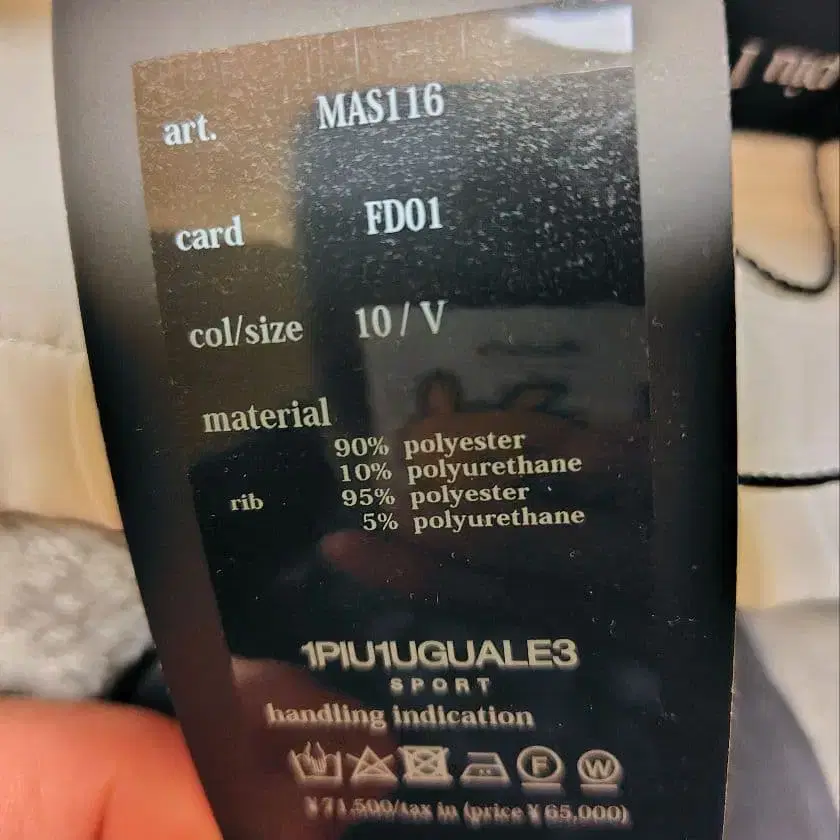 art. MAS116
card FD01
col/size 10 / V
material
90% polyester
10% polyurethane
rib 95% polyester
5% polyurethane
1PIU1UGUALE3
SPORT
handling indication
F W
¥71,500/tax in (price ¥65,000)